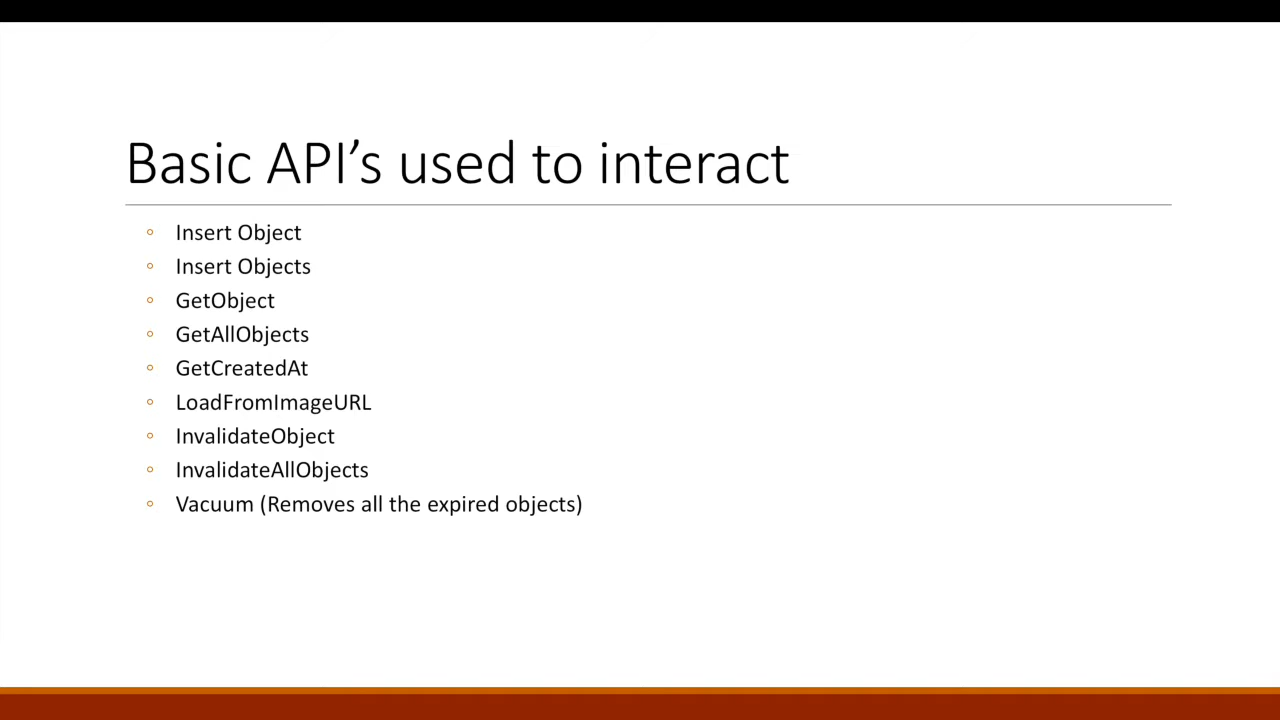 Basic API’s used to interact
◦ Insert Object
◦ Insert Objects
◦ GetObject
◦ GetAllObjects
◦ GetCreatedAt
◦ LoadFromImageURL
◦ InvalidateObject
◦ InvalidateAllObjects
◦ Vacuum (Removes all the expired objects)